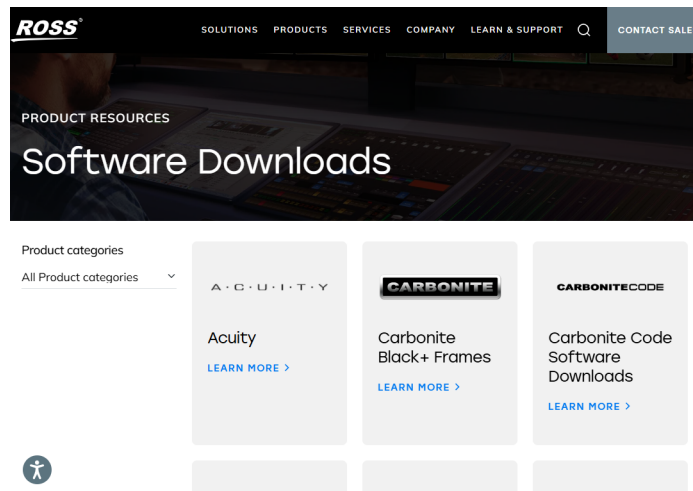 ROSS®
SOLUTIONS PRODUCTS SERVICES COMPANY LEARN & SUPPORT CONTACT SALE
PRODUCT RESOURCES
Software Downloads
Product categories
All Product categories
A·C·U·I·T·Y
Acuity
LEARN MORE >
CARBONITE
Carbonite
Black+ Frames
LEARN MORE >
CARBONITECODE
Carbonite Code
Software
Downloads
LEARN MORE >